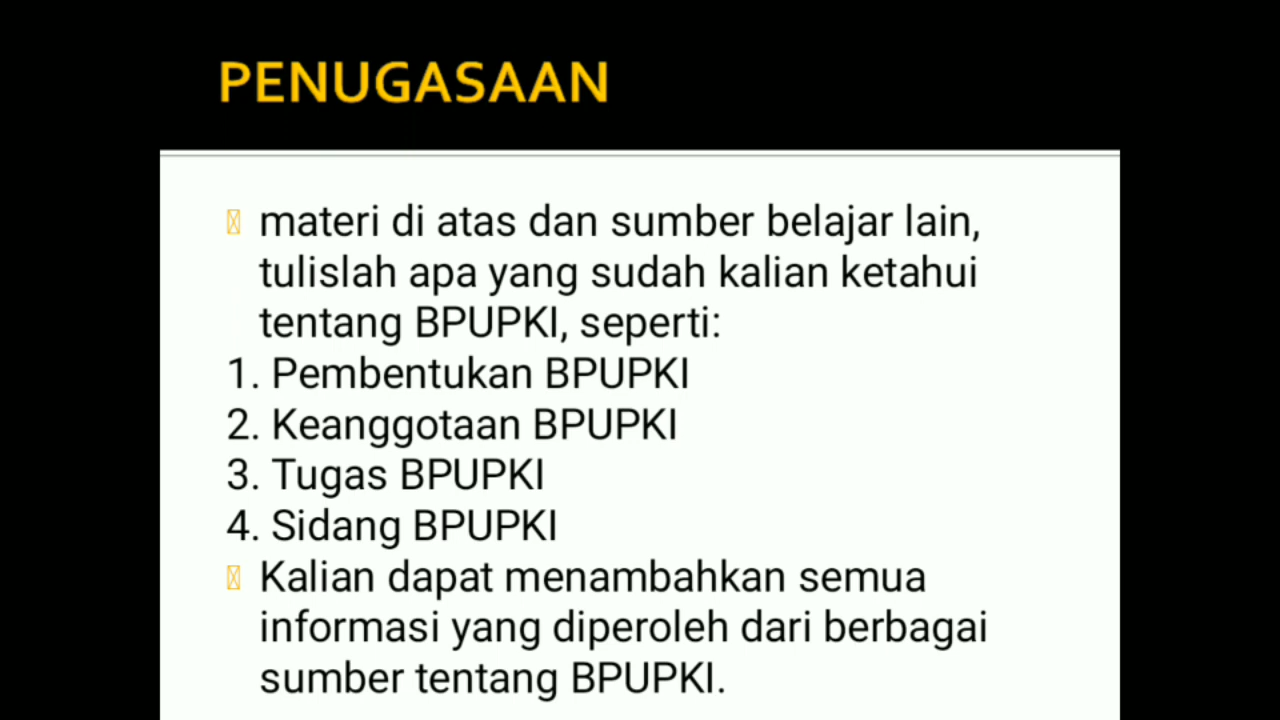 PENUGASAAN
materi di atas dan sumber belajar lain,
tulislah apa yang sudah kalian ketahui
tentang BPUPKI, seperti:
1. Pembentukan BPUPKI
2. Keanggotaan BPUPKI
3. Tugas BPUPKI
4. Sidang BPUPKI
Kalian dapat menambahkan semua
informasi yang diperoleh dari berbagai
sumber tentang BPUPKI.